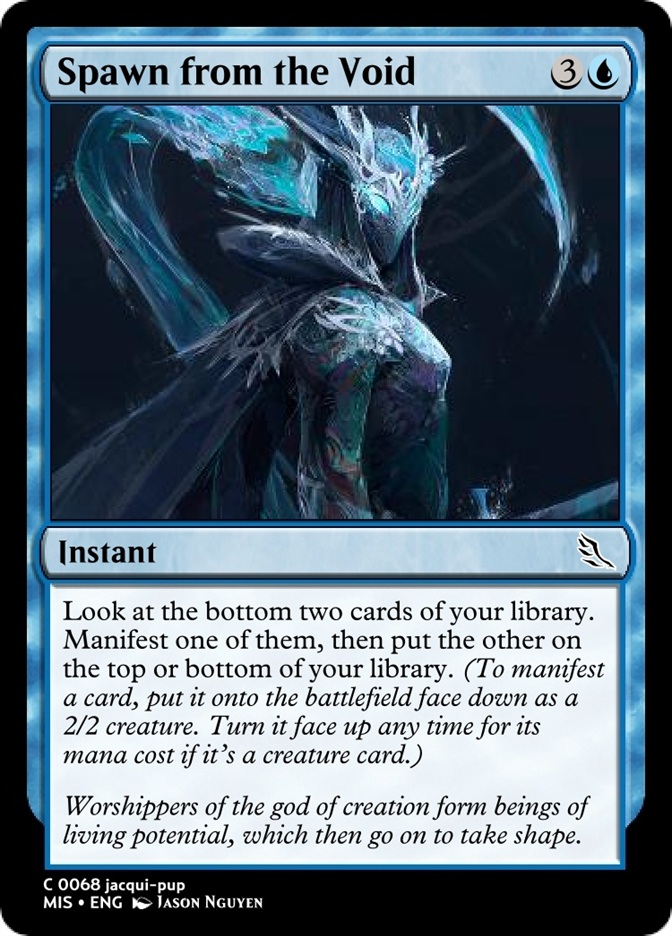 Spawn from the Void 3
Instant
Look at the bottom two cards of your library.
Manifest one of them, then put the other on
the top or bottom of your library. (To manifest
a card, put it onto the battlefield face down as a
2/2 creature. Turn it face up any time for its
mana cost if it's a creature card.)
Worshippers of the god of creation form beings of
living potential, which then go on to take shape.
C 0068 jacqui-pup
MIS • ENG Jason Nguyen